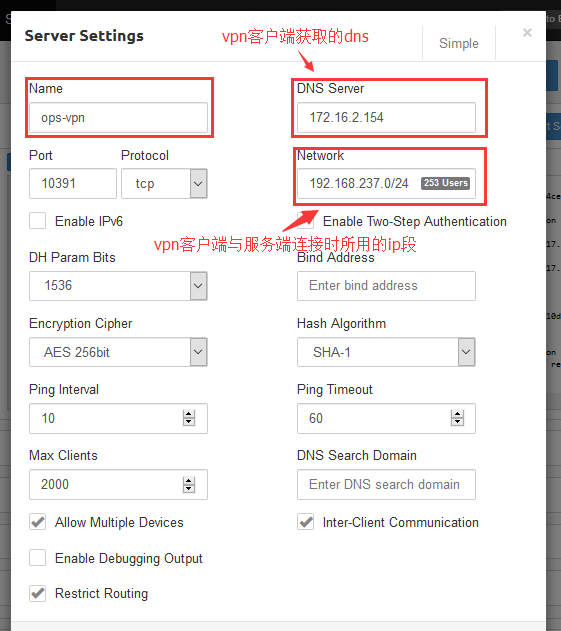 Server Settings
vpn客户端获取的dns
Simple
×
Name
DNS Server
ops-vpn
172.16.2.154
Port
Protocol
Network
10391
tcp
192.168.237.0/24
253 Users
Enable IPv6
Enable Two-Step Authentication
vpn客户端与服务端连接时所用的ip段
DH Param Bits
Bind Address
1536
Enter bind address
Encryption Cipher
Hash Algorithm
AES 256bit
SHA-1
Ping Interval
Ping Timeout
10
60
Max Clients
DNS Search Domain
2000
Enter DNS search domain
Allow Multiple Devices
Inter-Client Communication
Enable Debugging Output
Restrict Routing